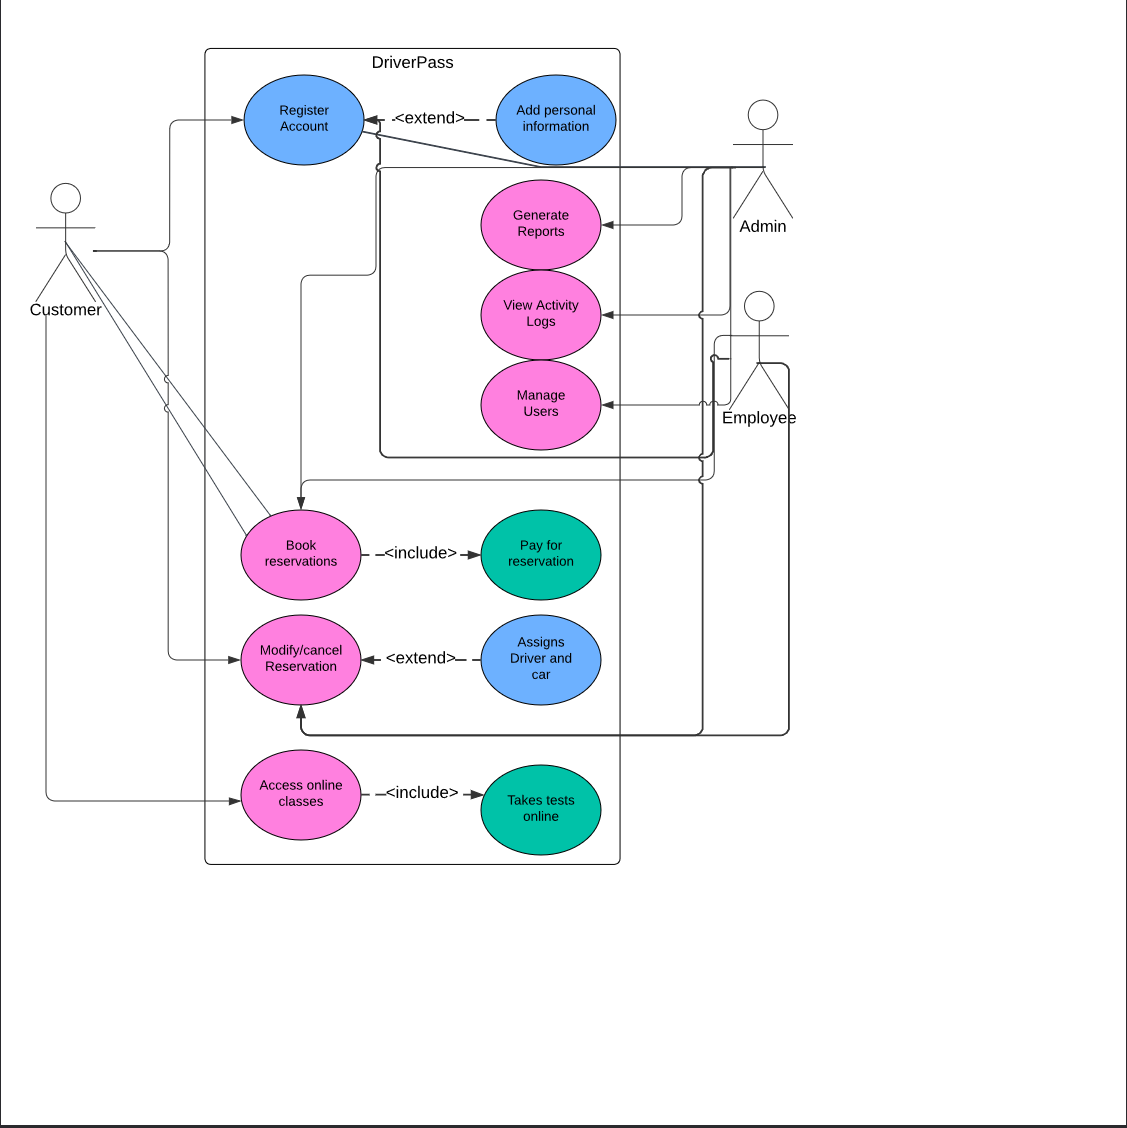 DriverPass
Register
Account
<extend>
Add personal
information
Generate
Reports
Admin
View Activity
Logs
Customer
Manage
Users
Employee
Book
reservations
<include>
Pay for
reservation
Modify/cancel
Reservation
<extend>
Assigns
Driver and
car
Access online
classes
<include>
Takes tests
online